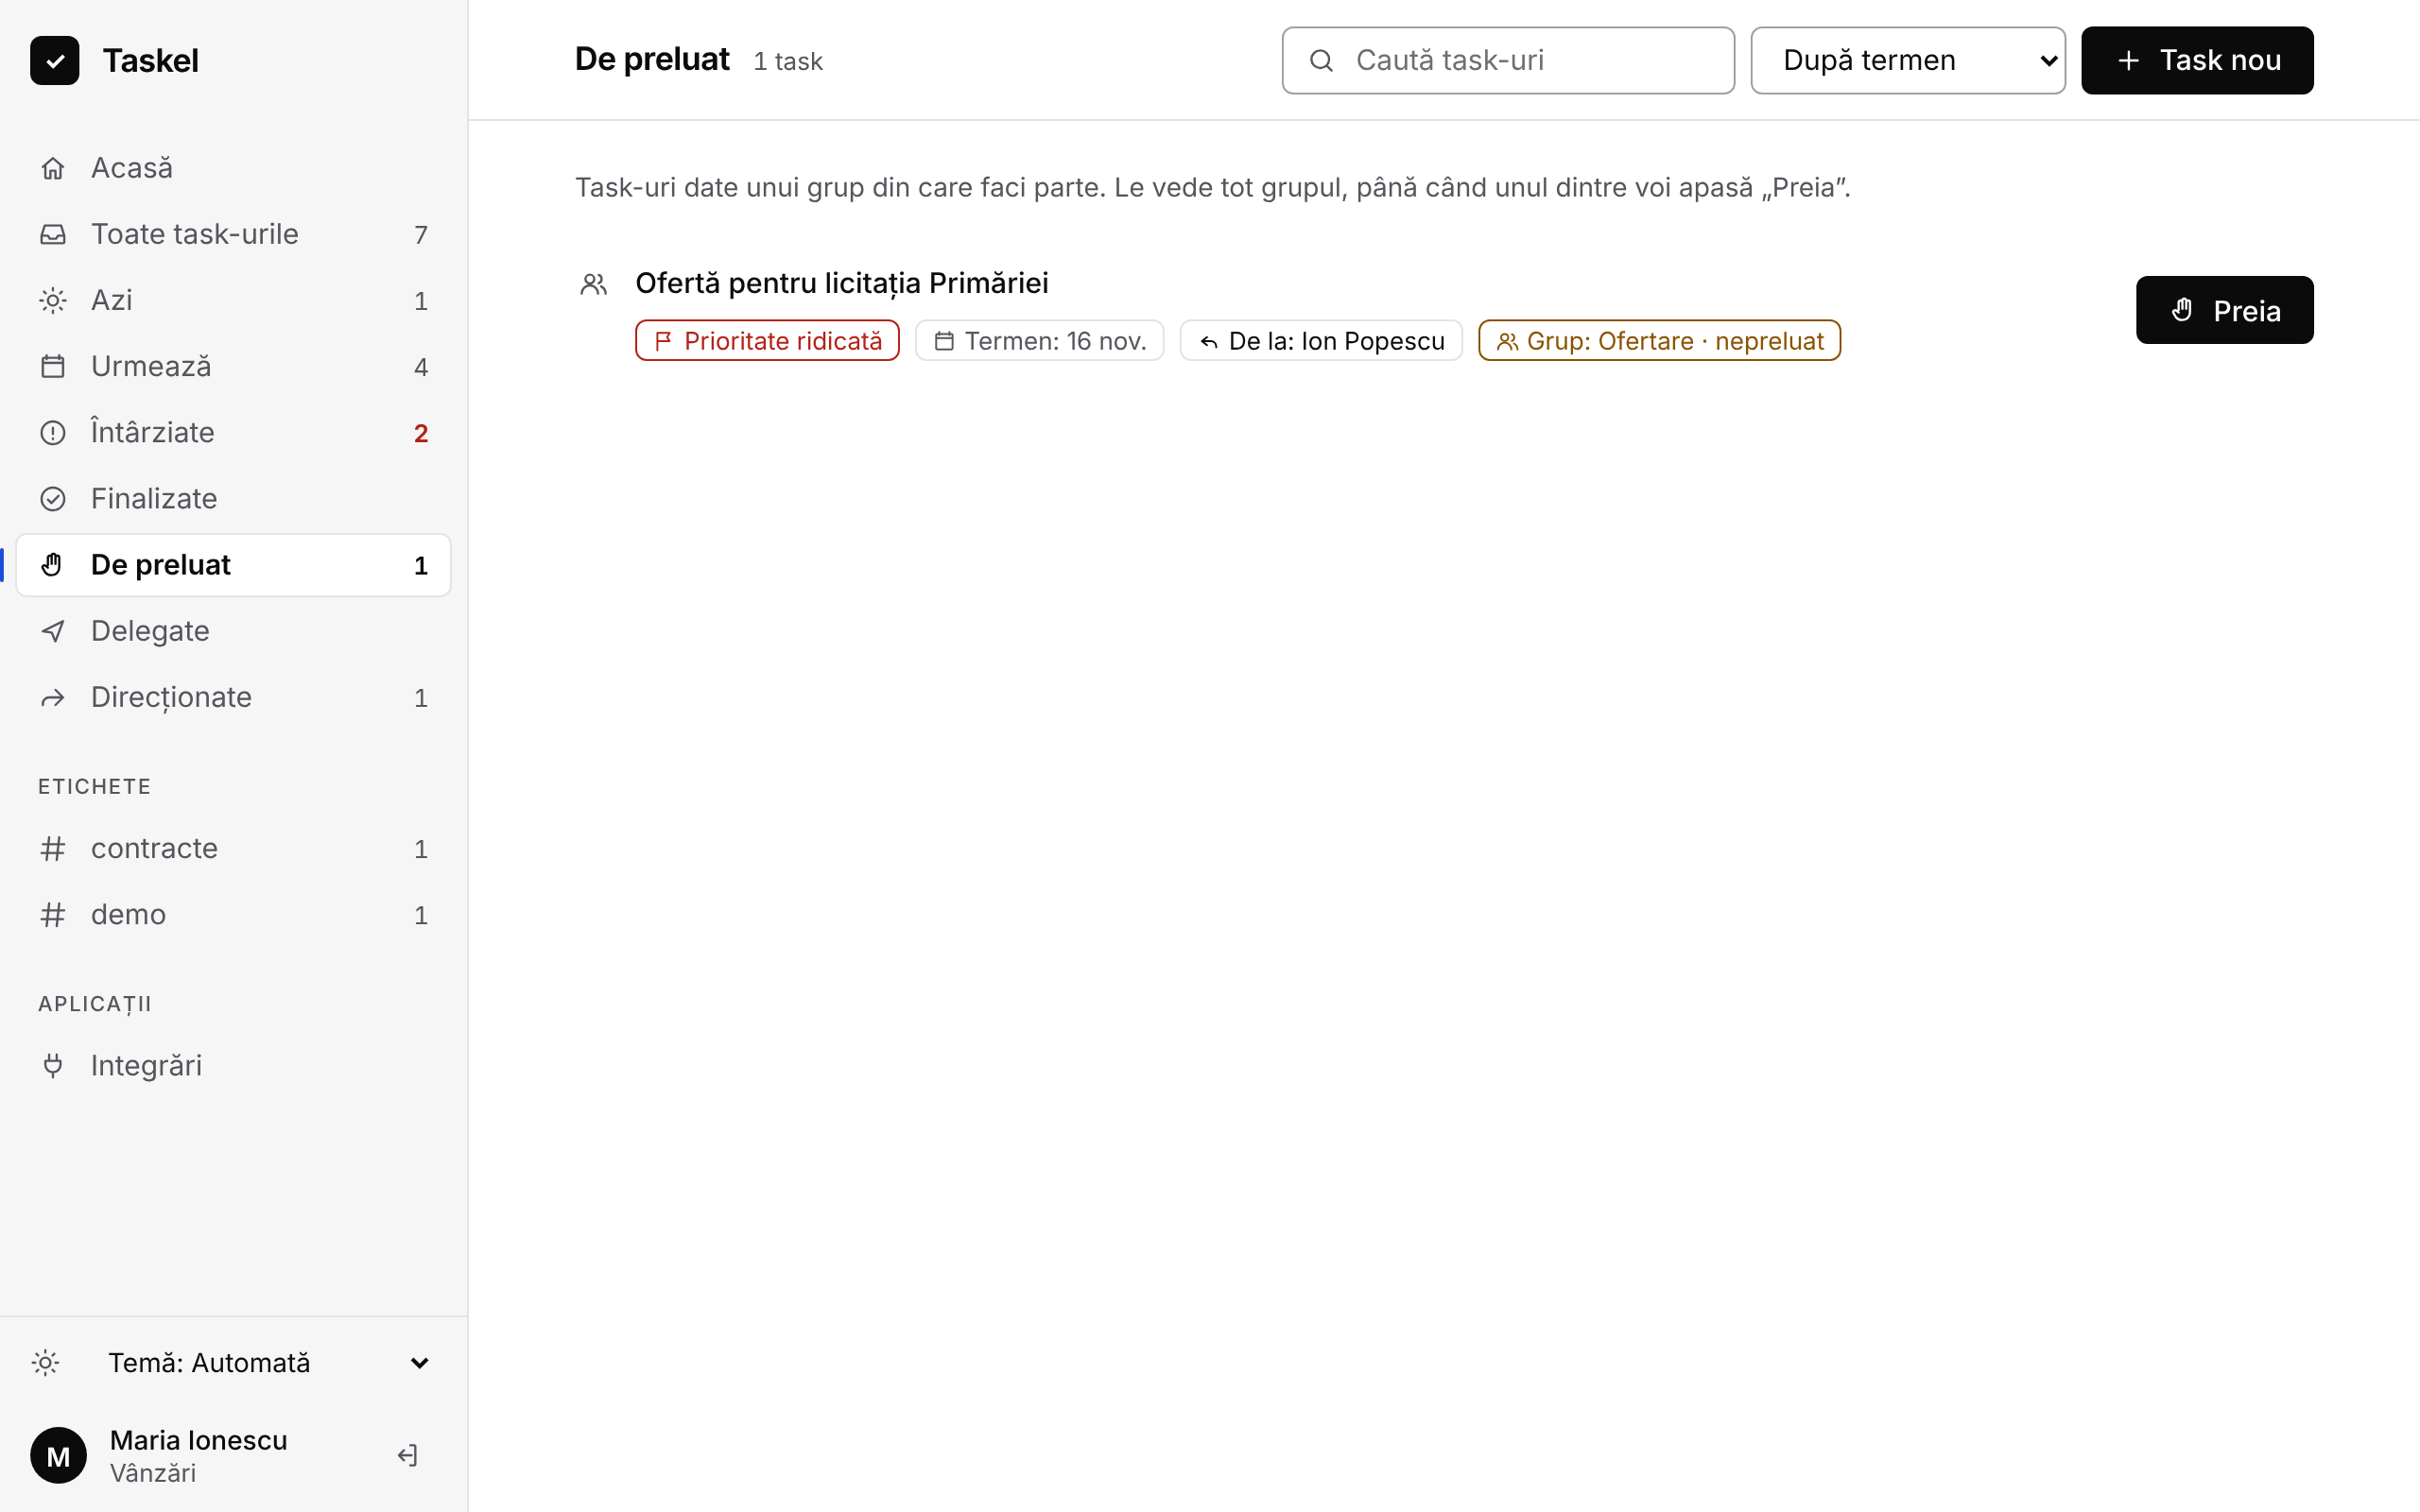 Taskel
Acasă
Toate task-urile 7
Azi 1
Urmează 4
Întârziate 2
Finalizate
De preluat 1
Delegate
Direcționate 1
ETICHETE
contracte 1
demo 1
APLICAȚII
Integrări
Temă: Automată
M
Maria Ionescu
Vânzări
De preluat 1 task
Caută task-uri
După termen
Task nou
Task-uri date unui grup din care faci parte. Le vede tot grupul, până când unul dintre voi apasă „Preia”.
Ofertă pentru licitația Primăriei
Prioritate ridicată Termen: 16 nov. De la: Ion Popescu Grup: Ofertare · nepreluat
Preia